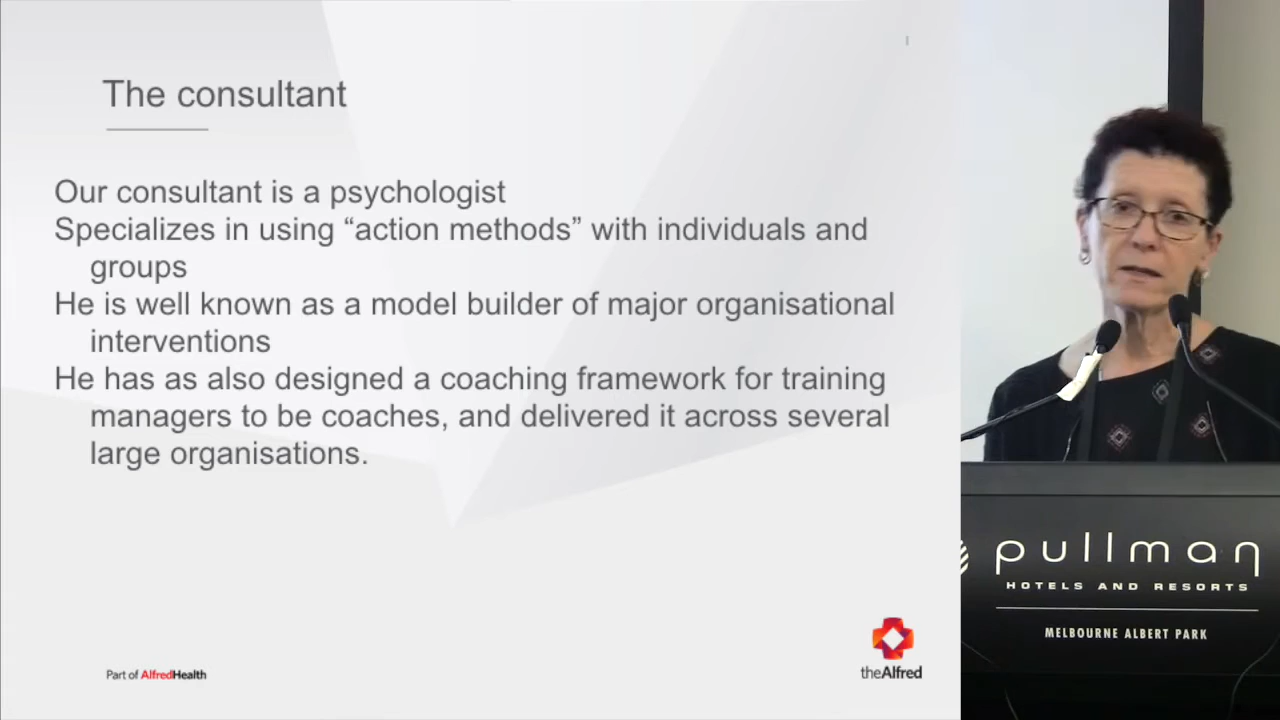 The consultant
Our consultant is a psychologist
Specializes in using “action methods” with individuals and
groups
He is well known as a model builder of major organisational
interventions
He has as also designed a coaching framework for training
managers to be coaches, and delivered it across several
large organisations.
Part of AlfredHealth
theAlfred
pullman
HOTELS AND RESORTS
MELBOURNE ALBERT PARK